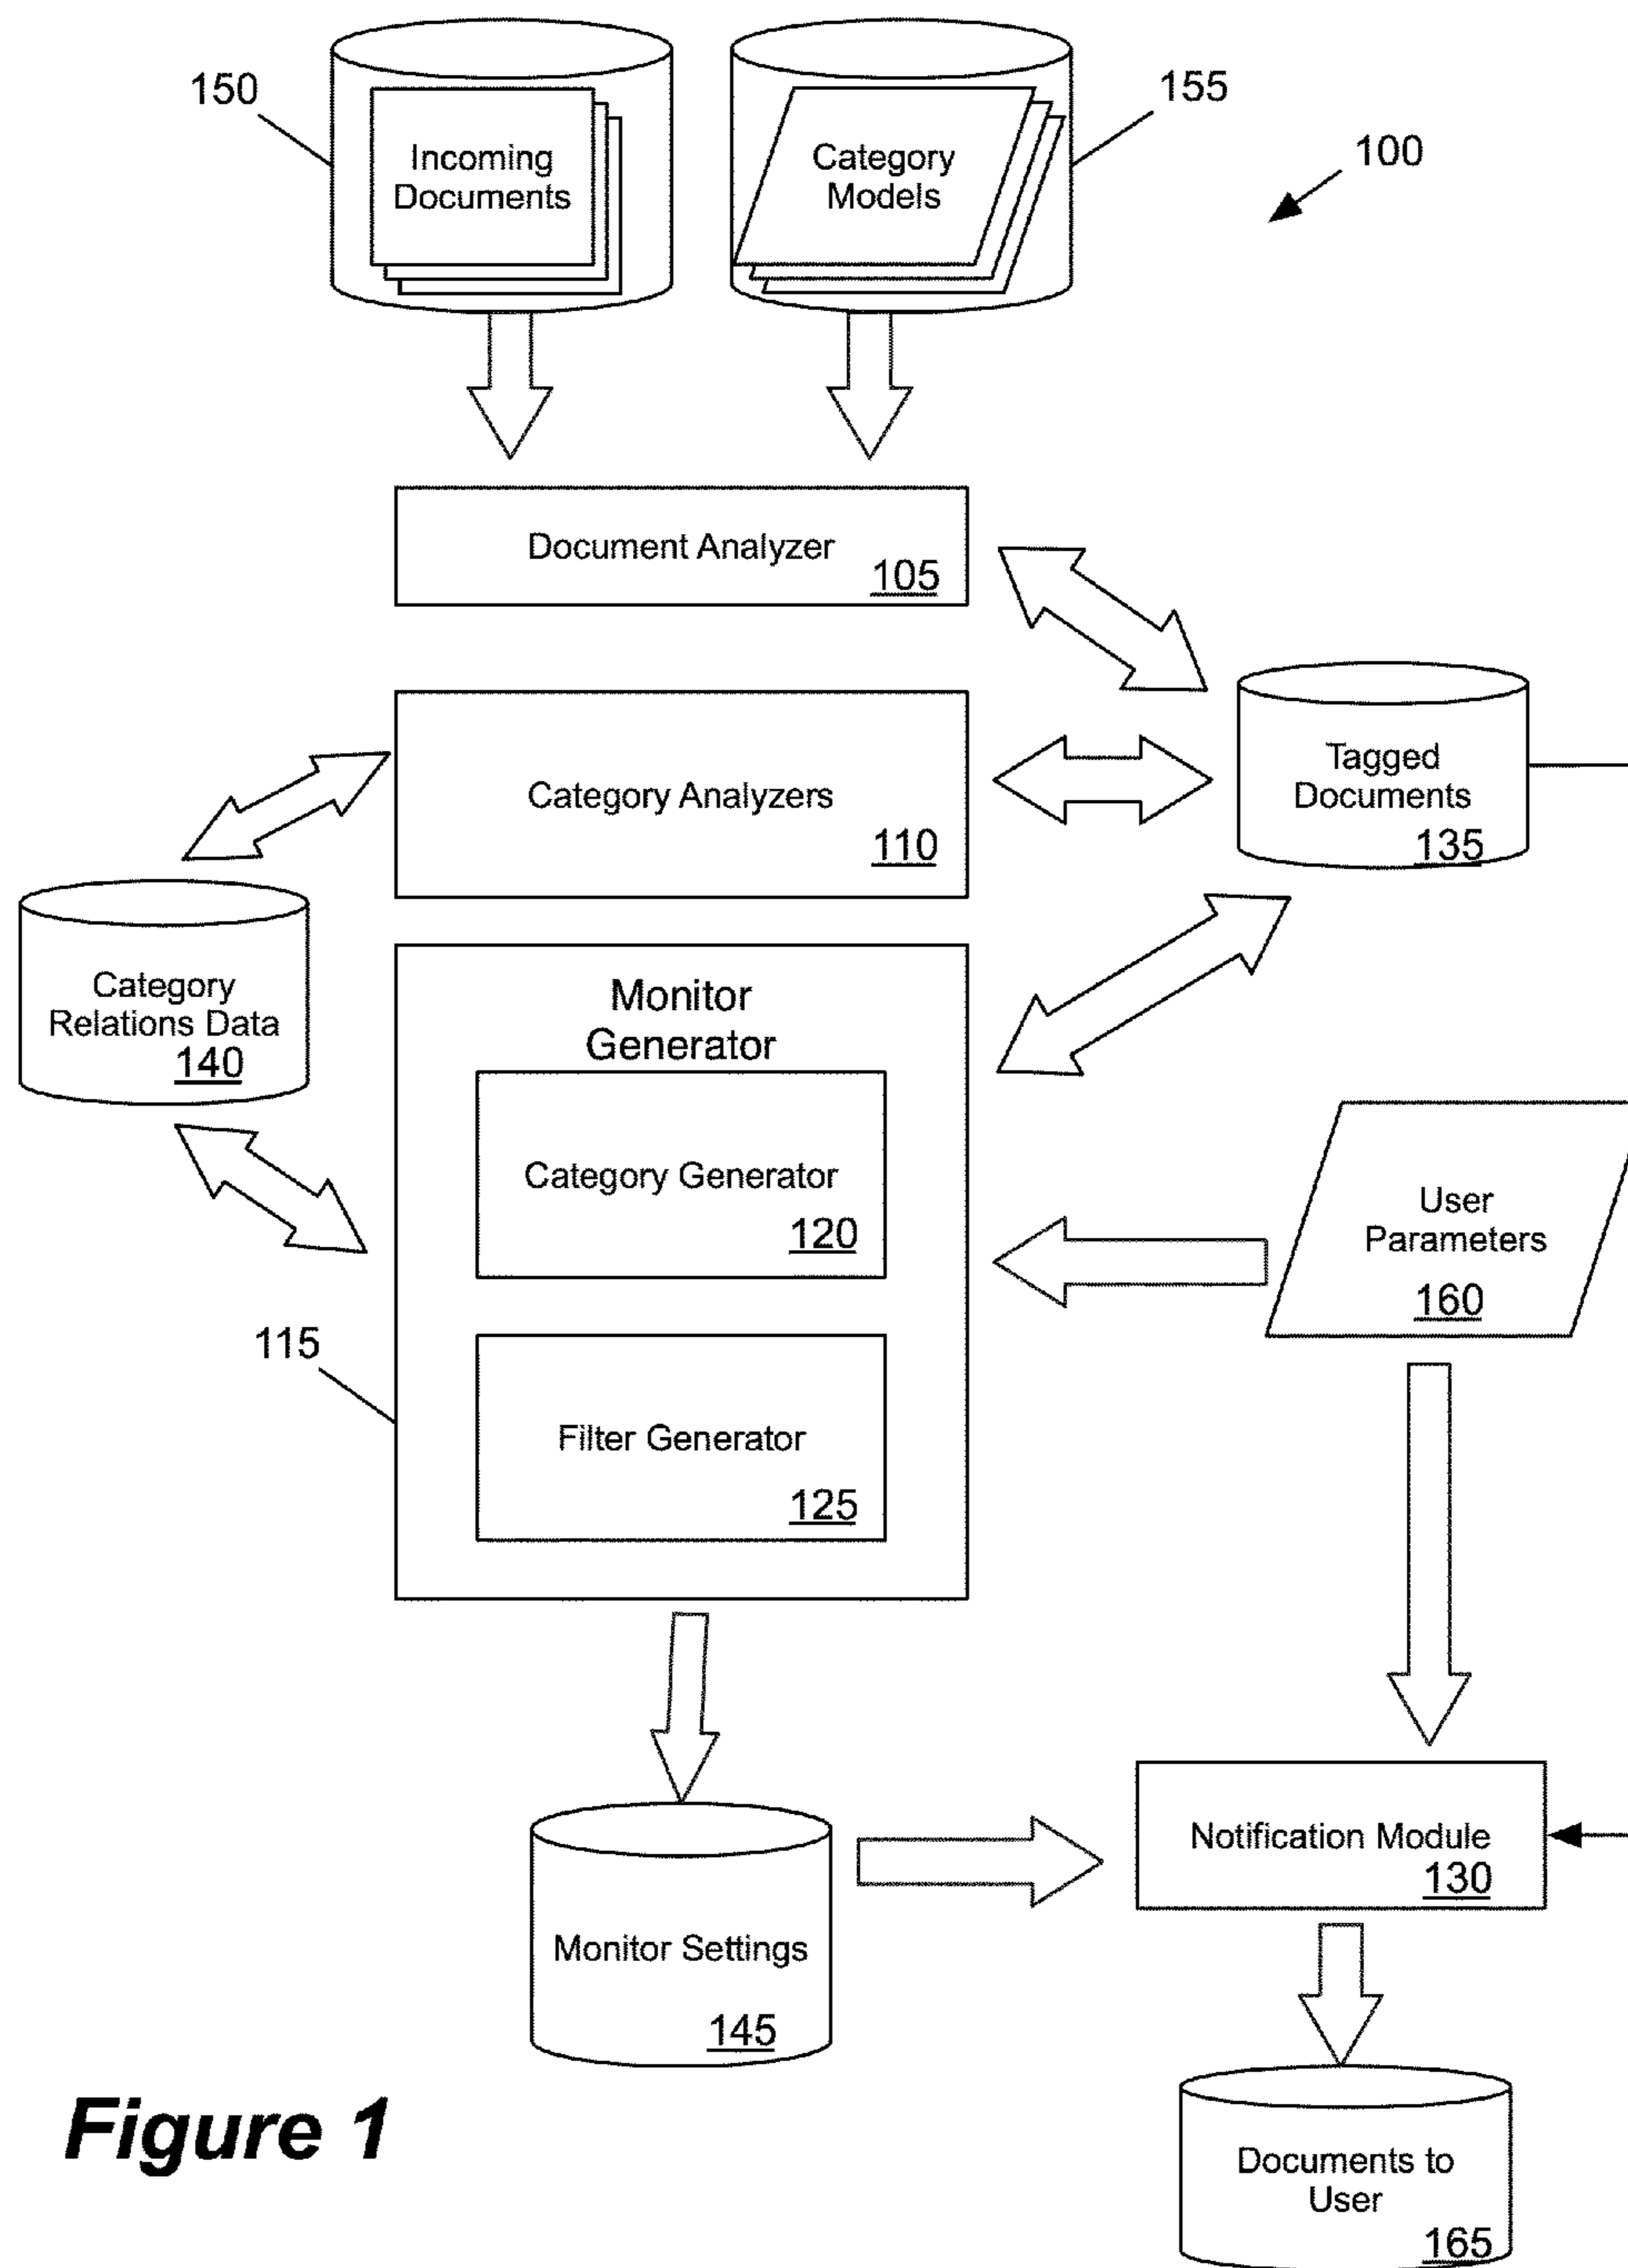 150
Incoming
Documents
Category
Models
155
100
Document Analyzer
105
Category Analyzers
110
Tagged
Documents
135
Category
Relations Data
140
Monitor
Generator
Category Generator
120
User
Parameters
160
115
Filter Generator
125
Notification Module
130
Monitor Settings
145
Figure 1
Documents to
User
165